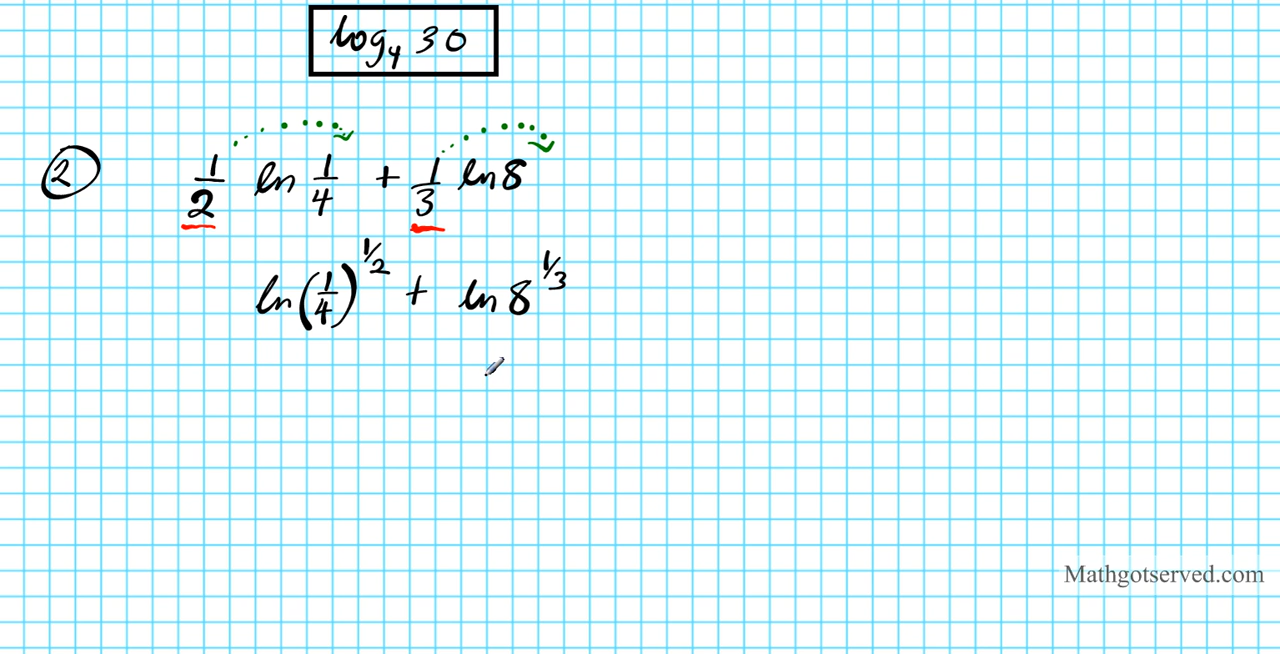 log₄ 30
② 1/2 ln 1/4 + 1/3 ln 8
ln(1/4)^1/2 + ln 8^1/3
Mathgotserved.com